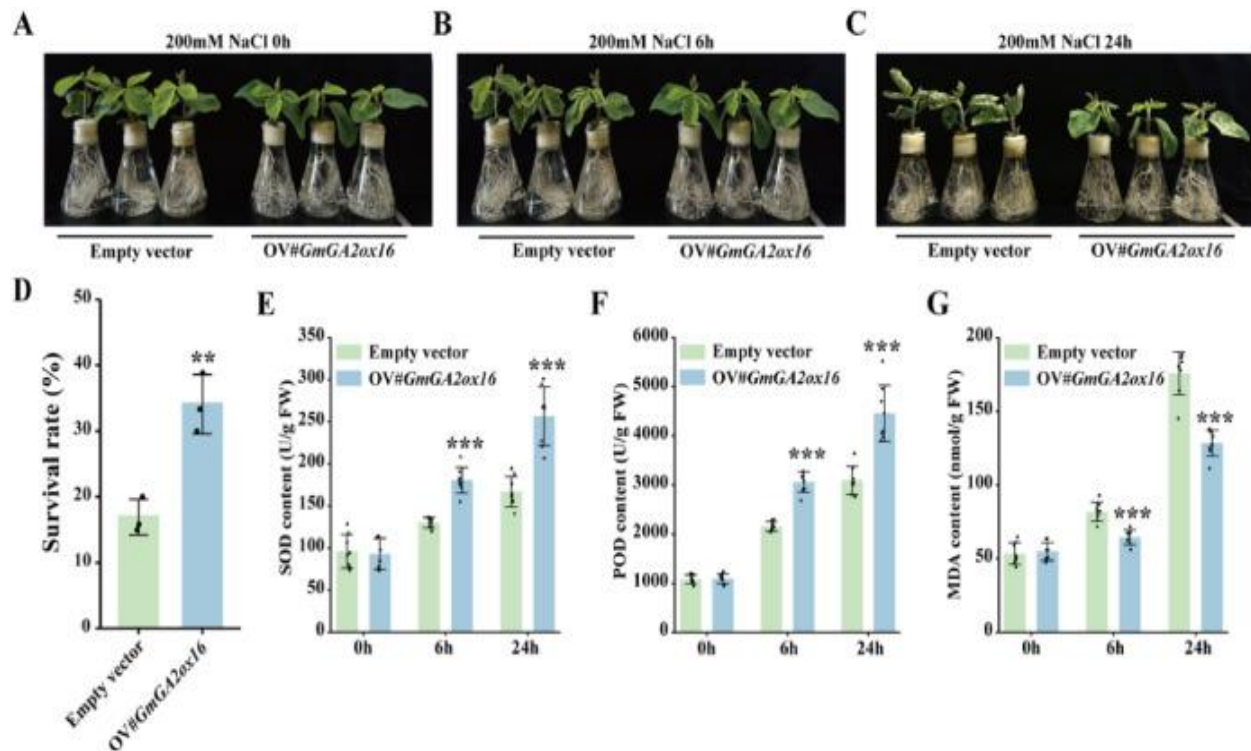 A
200mM NaCl 0h
Empty vector
OV#GmGA2ox16
B
200mM NaCl 6h
Empty vector
OV#GmGA2ox16
C
200mM NaCl 24h
Empty vector
OV#GmGA2ox16
D
Survival rate (%)
50
40
30
20
10
0
**
Empty vector
OV#GmGA2ox16
E
SOD content (U/g FW)
350
300
250
200
150
100
50
0
Empty vector
OV#GmGA2ox16
***
***
0h
6h
24h
F
POD content (U/g FW)
6000
5000
4000
3000
2000
1000
0
Empty vector
OV#GmGA2ox16
***
***
0h
6h
24h
G
MDA content (nmol/g FW)
200
150
100
50
0
Empty vector
OV#GmGA2ox16
***
***
0h
6h
24h